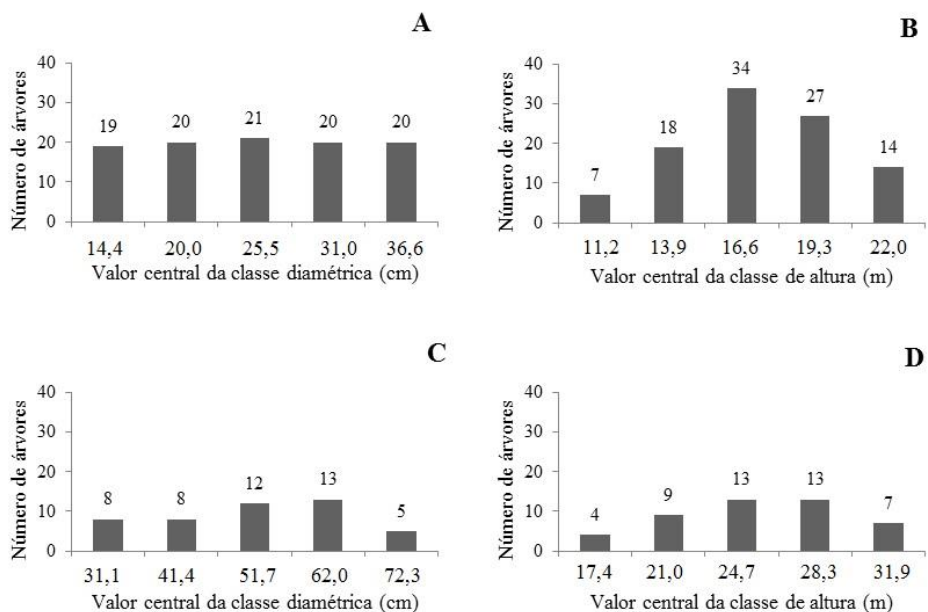 A
Número de árvores
40
30
20
10
0
19
20
21
20
20
14,4 20,0 25,5 31,0 36,6
Valor central da classe diamétrica (cm)
B
Número de árvores
40
30
20
10
0
7
18
34
27
14
11,2 13,9 16,6 19,3 22,0
Valor central da classe de altura (m)
C
Número de árvores
40
30
20
10
0
8
8
12
13
5
31,1 41,4 51,7 62,0 72,3
Valor central da classe diamétrica (cm)
D
Número de árvores
40
30
20
10
0
4
9
13
13
7
17,4 21,0 24,7 28,3 31,9
Valor central da classe de altura (m)